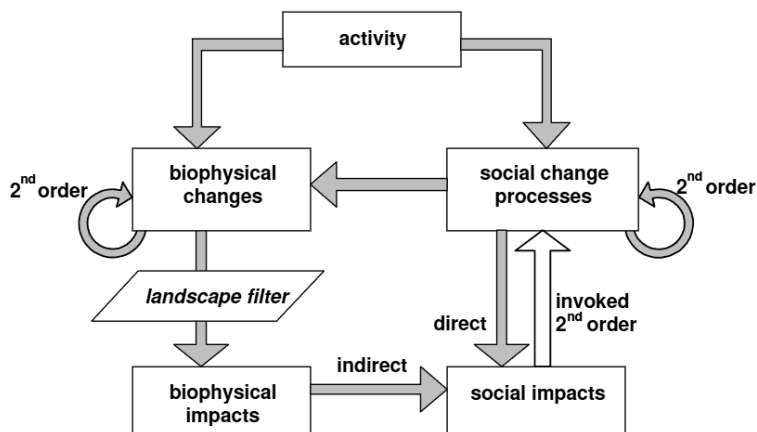 activity
biophysical
changes
social change
processes
2nd order
2nd order
landscape filter
direct
invoked
2nd order
indirect
biophysical
impacts
social impacts